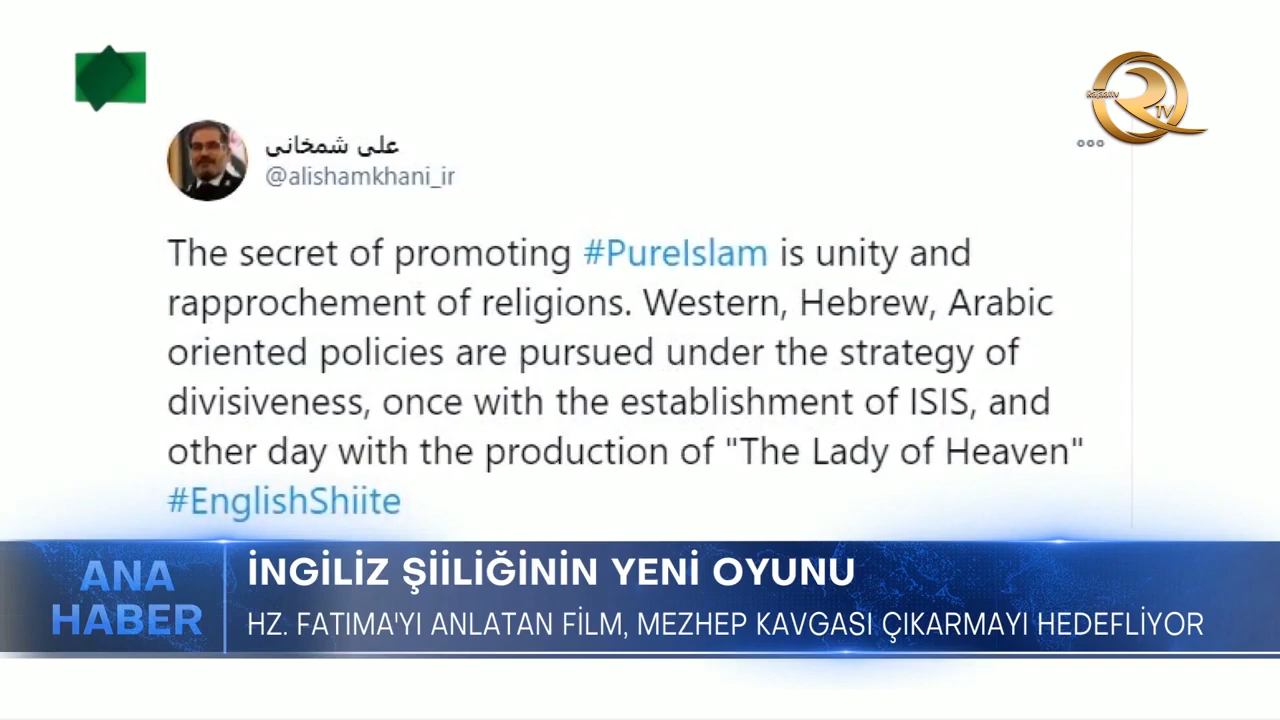 علی شمخانی
@alishamkhani_ir
The secret of promoting #PureIslam is unity and
rapprochement of religions. Western, Hebrew, Arabic
oriented policies are pursued under the strategy of
divisiveness, once with the establishment of ISIS, and
other day with the production of "The Lady of Heaven"
#EnglishShiite
ANA
HABER
İNGİLİZ ŞİİLİĞİNİN YENİ OYUNU
HZ. FATIMA'YI ANLATAN FİLM, MEZHEP KAVGASI ÇIKARMAYI HEDEFLİYOR
TV